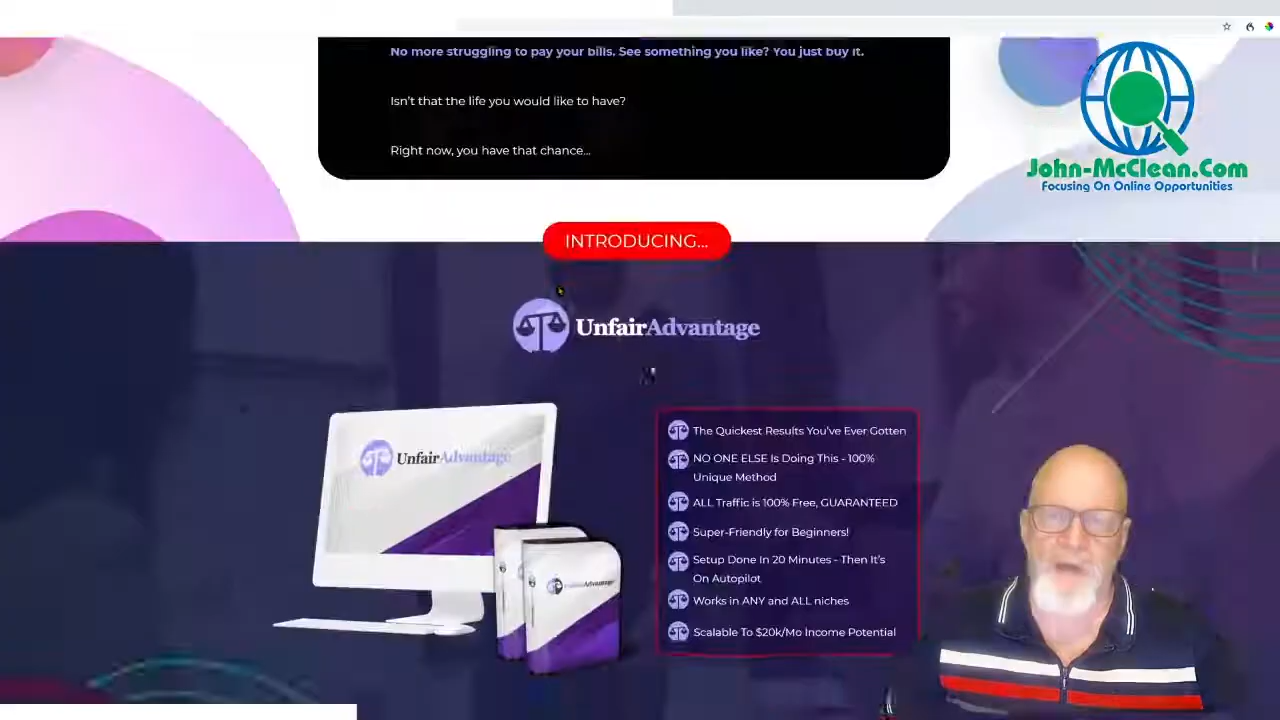 No more struggling to pay your bills. See something you like? You just buy it.
Isn't that the life you would like to have?
Right now, you have that chance...
John-McClean.Com
Focusing On Online Opportunities
INTRODUCING...
UnfairAdvantage
UnfairAdvantage
The Quickest Results You've Ever Gotten
NO ONE ELSE Is Doing This - 100%
Unique Method
ALL Traffic is 100% Free, GUARANTEED
Super-Friendly for Beginners!
Setup Done In 20 Minutes - Then It's
On Autopilot
Works in ANY and ALL niches
Scalable To $20k/Mo Income Potential
UnfairAdvantage